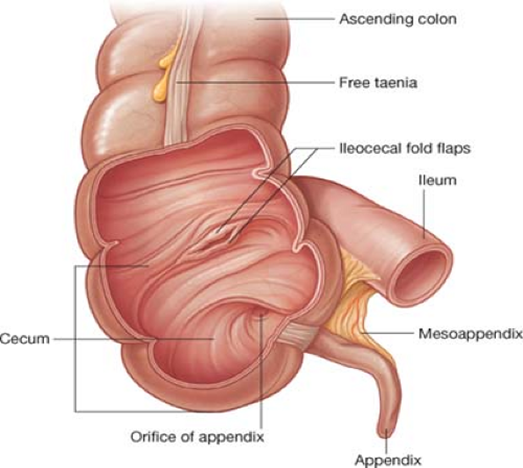 Ascending colon
Free taenia
Ileocecal fold flaps
Ileum
Mesoappendix
Cecum
Orifice of appendix
Appendix